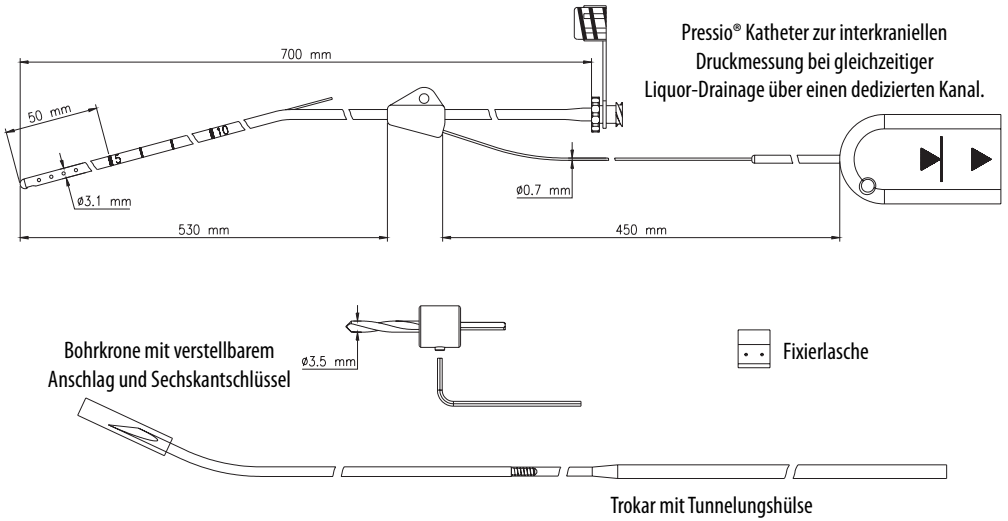 Pressio® Katheter zur interkraniellen
Druckmessung bei gleichzeitiger
Liquor-Drainage über einen dedizierten Kanal.
700 mm
50 mm
5
10
ø3.1 mm
ø0.7 mm
530 mm
450 mm
Bohrkrone mit verstellbarem
Anschlag und Sechskantschlüssel
ø3.5 mm
Fixierlasche
Trokar mit Tunnelungshülse